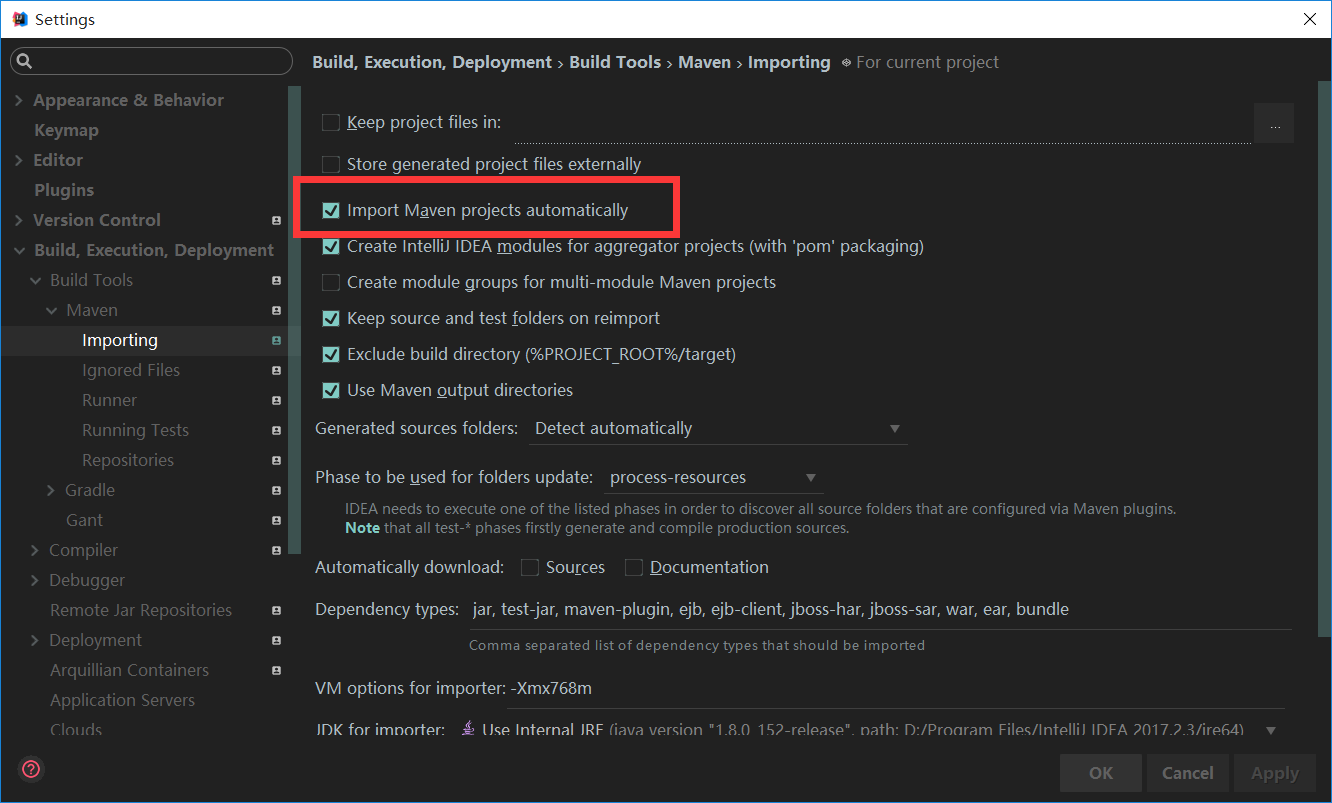 Settings
Build, Execution, Deployment › Build Tools › Maven › Importing For current project
Appearance & Behavior
Keymap
Editor
Plugins
Version Control
Build, Execution, Deployment
Build Tools
Maven
Importing
Ignored Files
Runner
Running Tests
Repositories
Gradle
Gant
Compiler
Debugger
Remote Jar Repositories
Deployment
Arquillian Containers
Application Servers
Clouds
Keep project files in:
...
Store generated project files externally
Import Maven projects automatically
Create IntelliJ IDEA modules for aggregator projects (with 'pom' packaging)
Create module groups for multi-module Maven projects
Keep source and test folders on reimport
Exclude build directory (%PROJECT_ROOT%/target)
Use Maven output directories
Generated sources folders: Detect automatically
Phase to be used for folders update: process-resources
IDEA needs to execute one of the listed phases in order to discover all source folders that are configured via Maven plugins.
Note that all test-* phases firstly generate and compile production sources.
Automatically download: Sources Documentation
Dependency types: jar, test-jar, maven-plugin, ejb, ejb-client, jboss-har, jboss-sar, war, ear, bundle
Comma separated list of dependency types that should be imported
VM options for importer: -Xmx768m
JDK for importer: Use Internal JRE (java version "1.8.0_152-release", path: D:/Program Files/IntelliJ IDEA 2017.2.3/jre64)
?
OK Cancel Apply